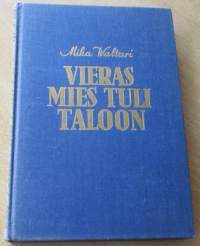 Mika Waltari
VIERAS
MIES TULI
TALOON